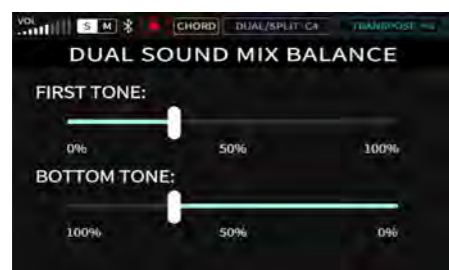 VOL S M CHORD DUAL/SPLIT C4
DUAL SOUND MIX BALANCE
FIRST TONE:
0% 50% 100%
BOTTOM TONE:
100% 50% 0%